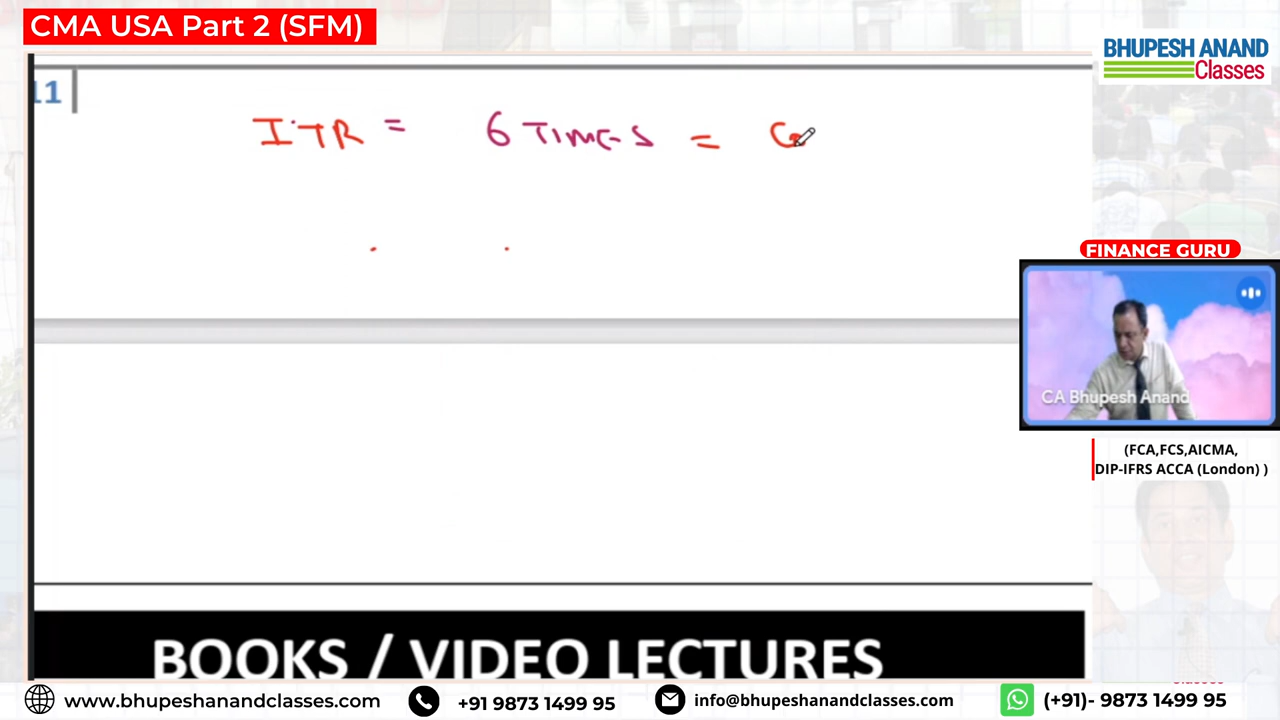 CMA USA Part 2 (SFM)
BHUPESH ANAND
Classes
11
ITR = 6 Times =
FINANCE GURU
CA Bhupesh Anand
(FCA,FCS,AICMA,
DIP-IFRS ACCA (London) )
BOOKS / VIDEO LECTURES
www.bhupeshanandclasses.com
+91 9873 1499 95
info@bhupeshanandclasses.com
(+91)- 9873 1499 95